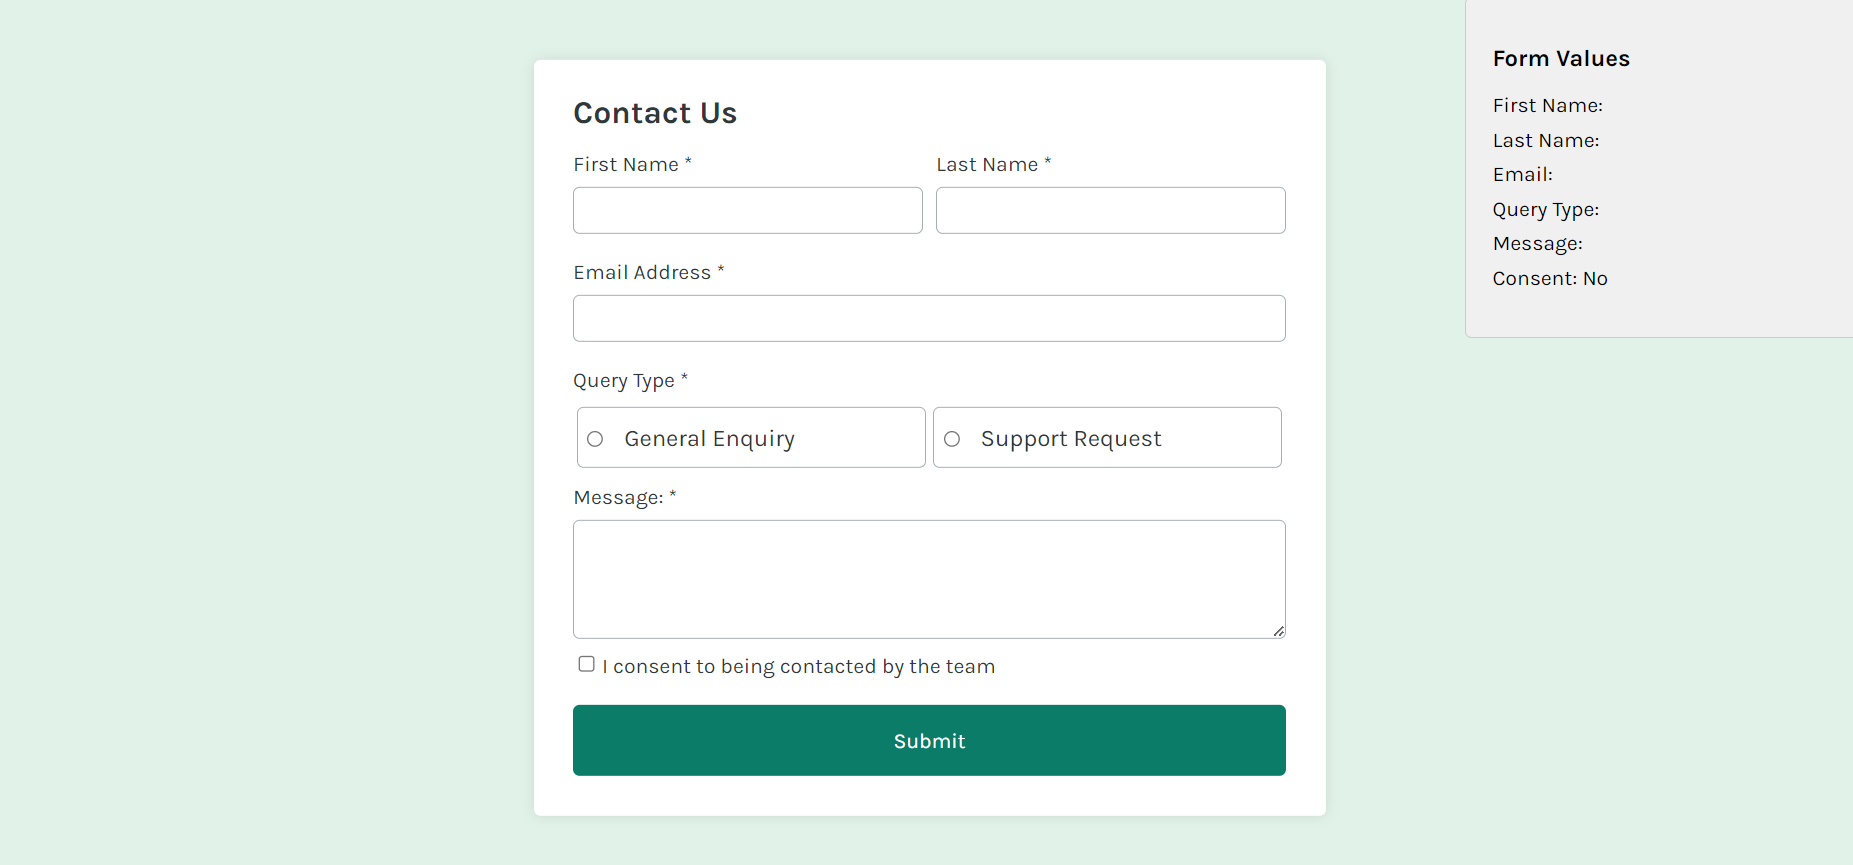 Contact Us
First Name *
Last Name *
Email Address *
Query Type *
General Enquiry
Support Request
Message: *
I consent to being contacted by the team
Submit
Form Values
First Name:
Last Name:
Email:
Query Type:
Message:
Consent: No